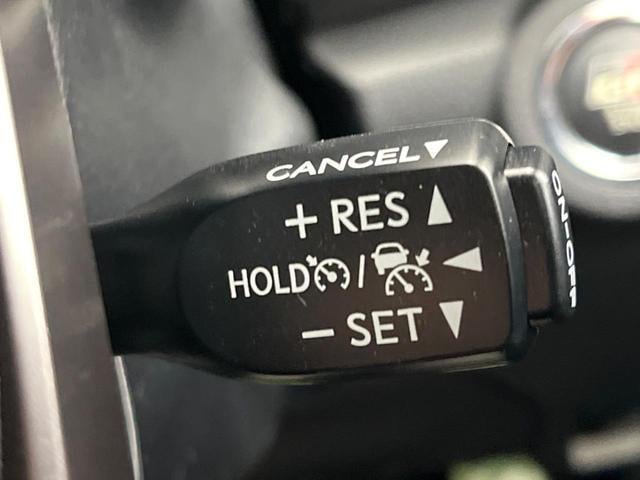 CANCEL▼
+ RES ▲
HOLD / ◀
− SET ▼
ON-OFF